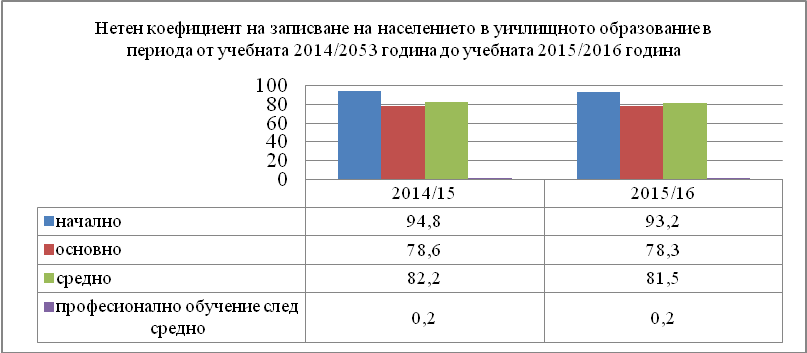 Нетен коефициент на записване на населението в уичлищното образование в
периода от учебната 2014/2053 година до учебната 2015/2016 година
100
80
60
40
20
0
2014/15 2015/16
начално 94,8 93,2
основно 78,6 78,3
средно 82,2 81,5
професионално обучение след
средно 0,2 0,2